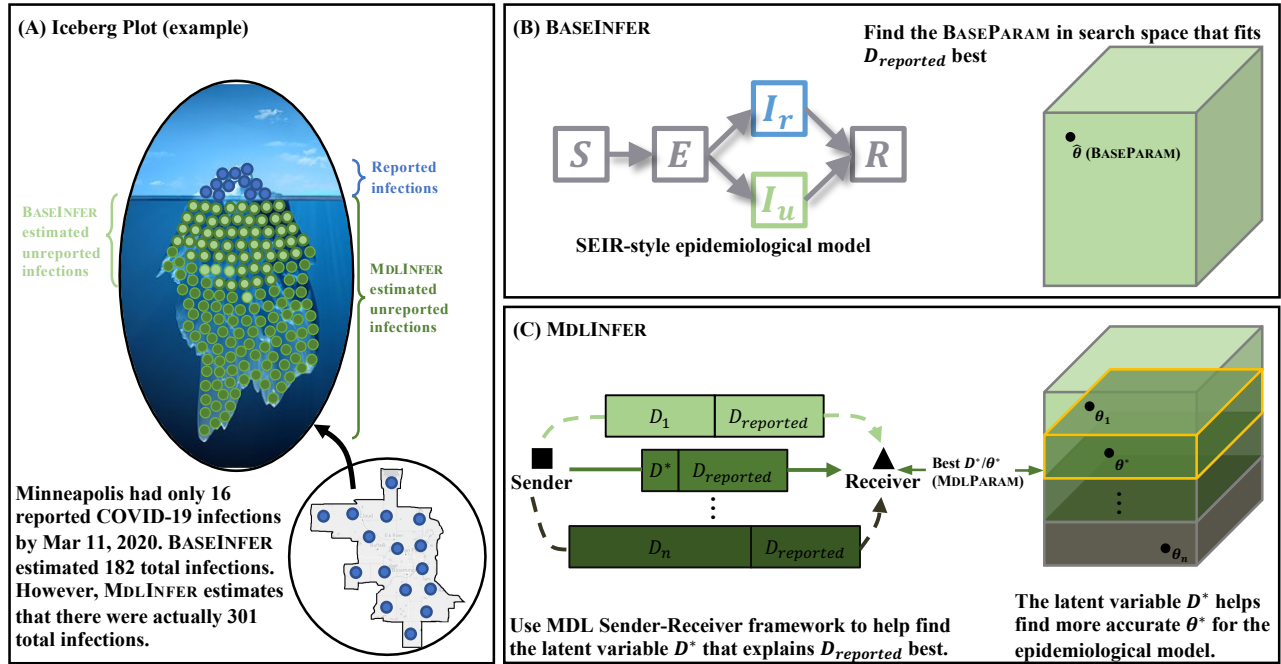 (A) Iceberg Plot (example)
Reported
infections
BASEINFER
estimated
unreported
infections
MDLINFER
estimated
unreported
infections
Minneapolis had only 16
reported COVID-19 infections
by Mar 11, 2020. BASEINFER
estimated 182 total infections.
However, MDLINFER estimates
that there were actually 301
total infections.
(B) BASEINFER
Find the BASEPARAM in search space that fits
D_reported best
S
E
I_r
I_u
R
SEIR-style epidemiological model
θ̂ (BASEPARAM)
(C) MDLINFER
D_1 D_reported
Sender
D* D_reported
Receiver
⋮
D_n D_reported
Best D*/θ*
(MDLPARAM)
θ_1
θ*
⋮
θ_n
Use MDL Sender-Receiver framework to help find
the latent variable D* that explains D_reported best.
The latent variable D* helps
find more accurate θ* for the
epidemiological model.